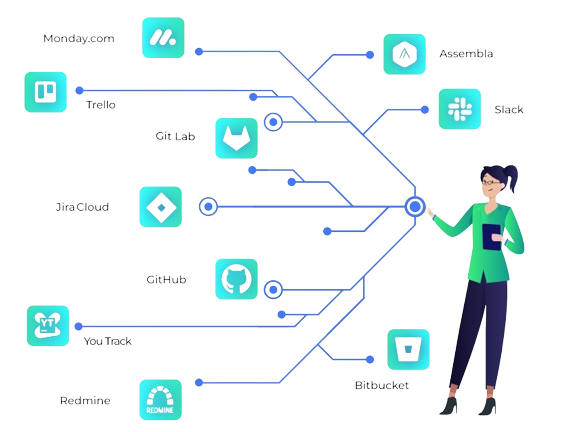 Monday.com
Assembla
Trello
Slack
Git Lab
Jira Cloud
GitHub
YT
You Track
Bitbucket
Redmine
REDMINE